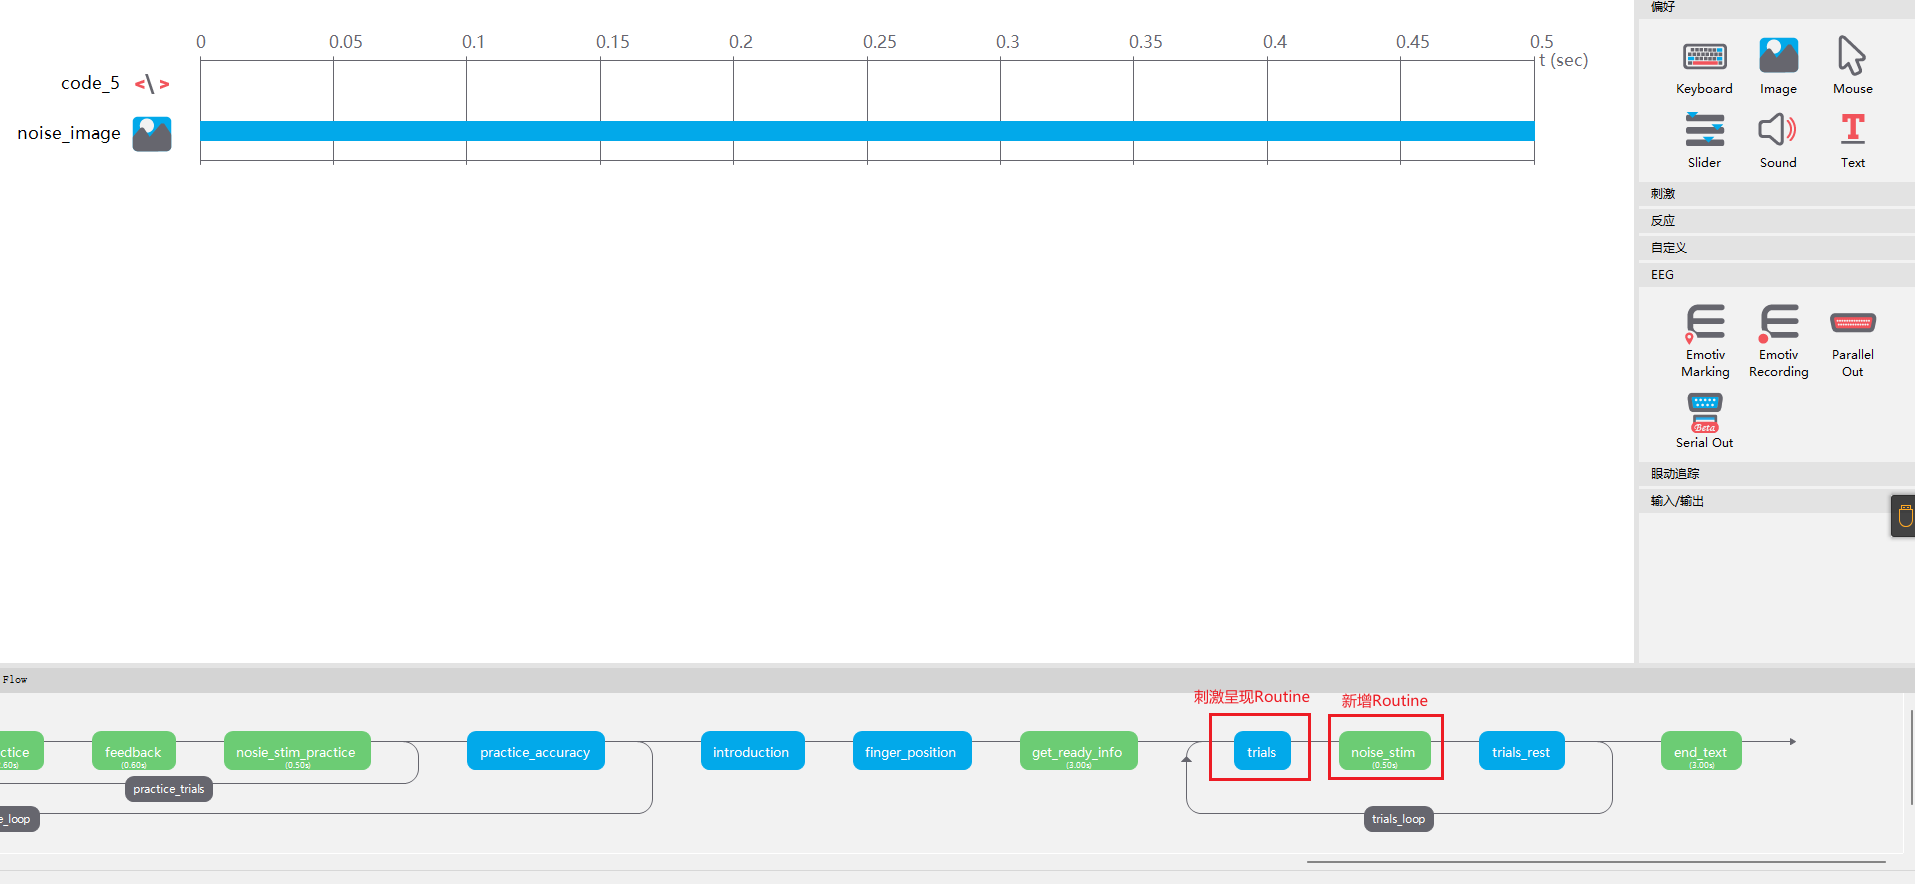 0 0.05 0.1 0.15 0.2 0.25 0.3 0.35 0.4 0.45 0.5
t (sec)
code_5
noise_image
偏好
Keyboard Image Mouse
Slider Sound Text
刺激
反应
自定义
EEG
Emotiv Marking
Emotiv Recording
Parallel Out
Beta
Serial Out
眼动追踪
输入/输出
Flow
刺激呈现Routine 新增Routine
ctice
.60s)
feedback
(0.60s)
nosie_stim_practice
(0.50s)
practice_accuracy
introduction
finger_position
get_ready_info
(3.00s)
trials
noise_stim
(0.50s)
trials_rest
end_text
(3.00s)
practice_trials
e_loop
trials_loop